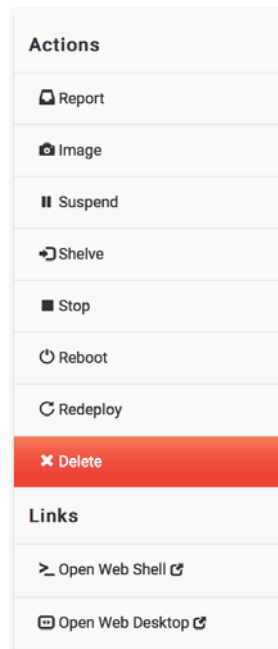 Actions
Report
Image
Suspend
Shelve
Stop
Reboot
Redeploy
Delete
Links
Open Web Shell
Open Web Desktop